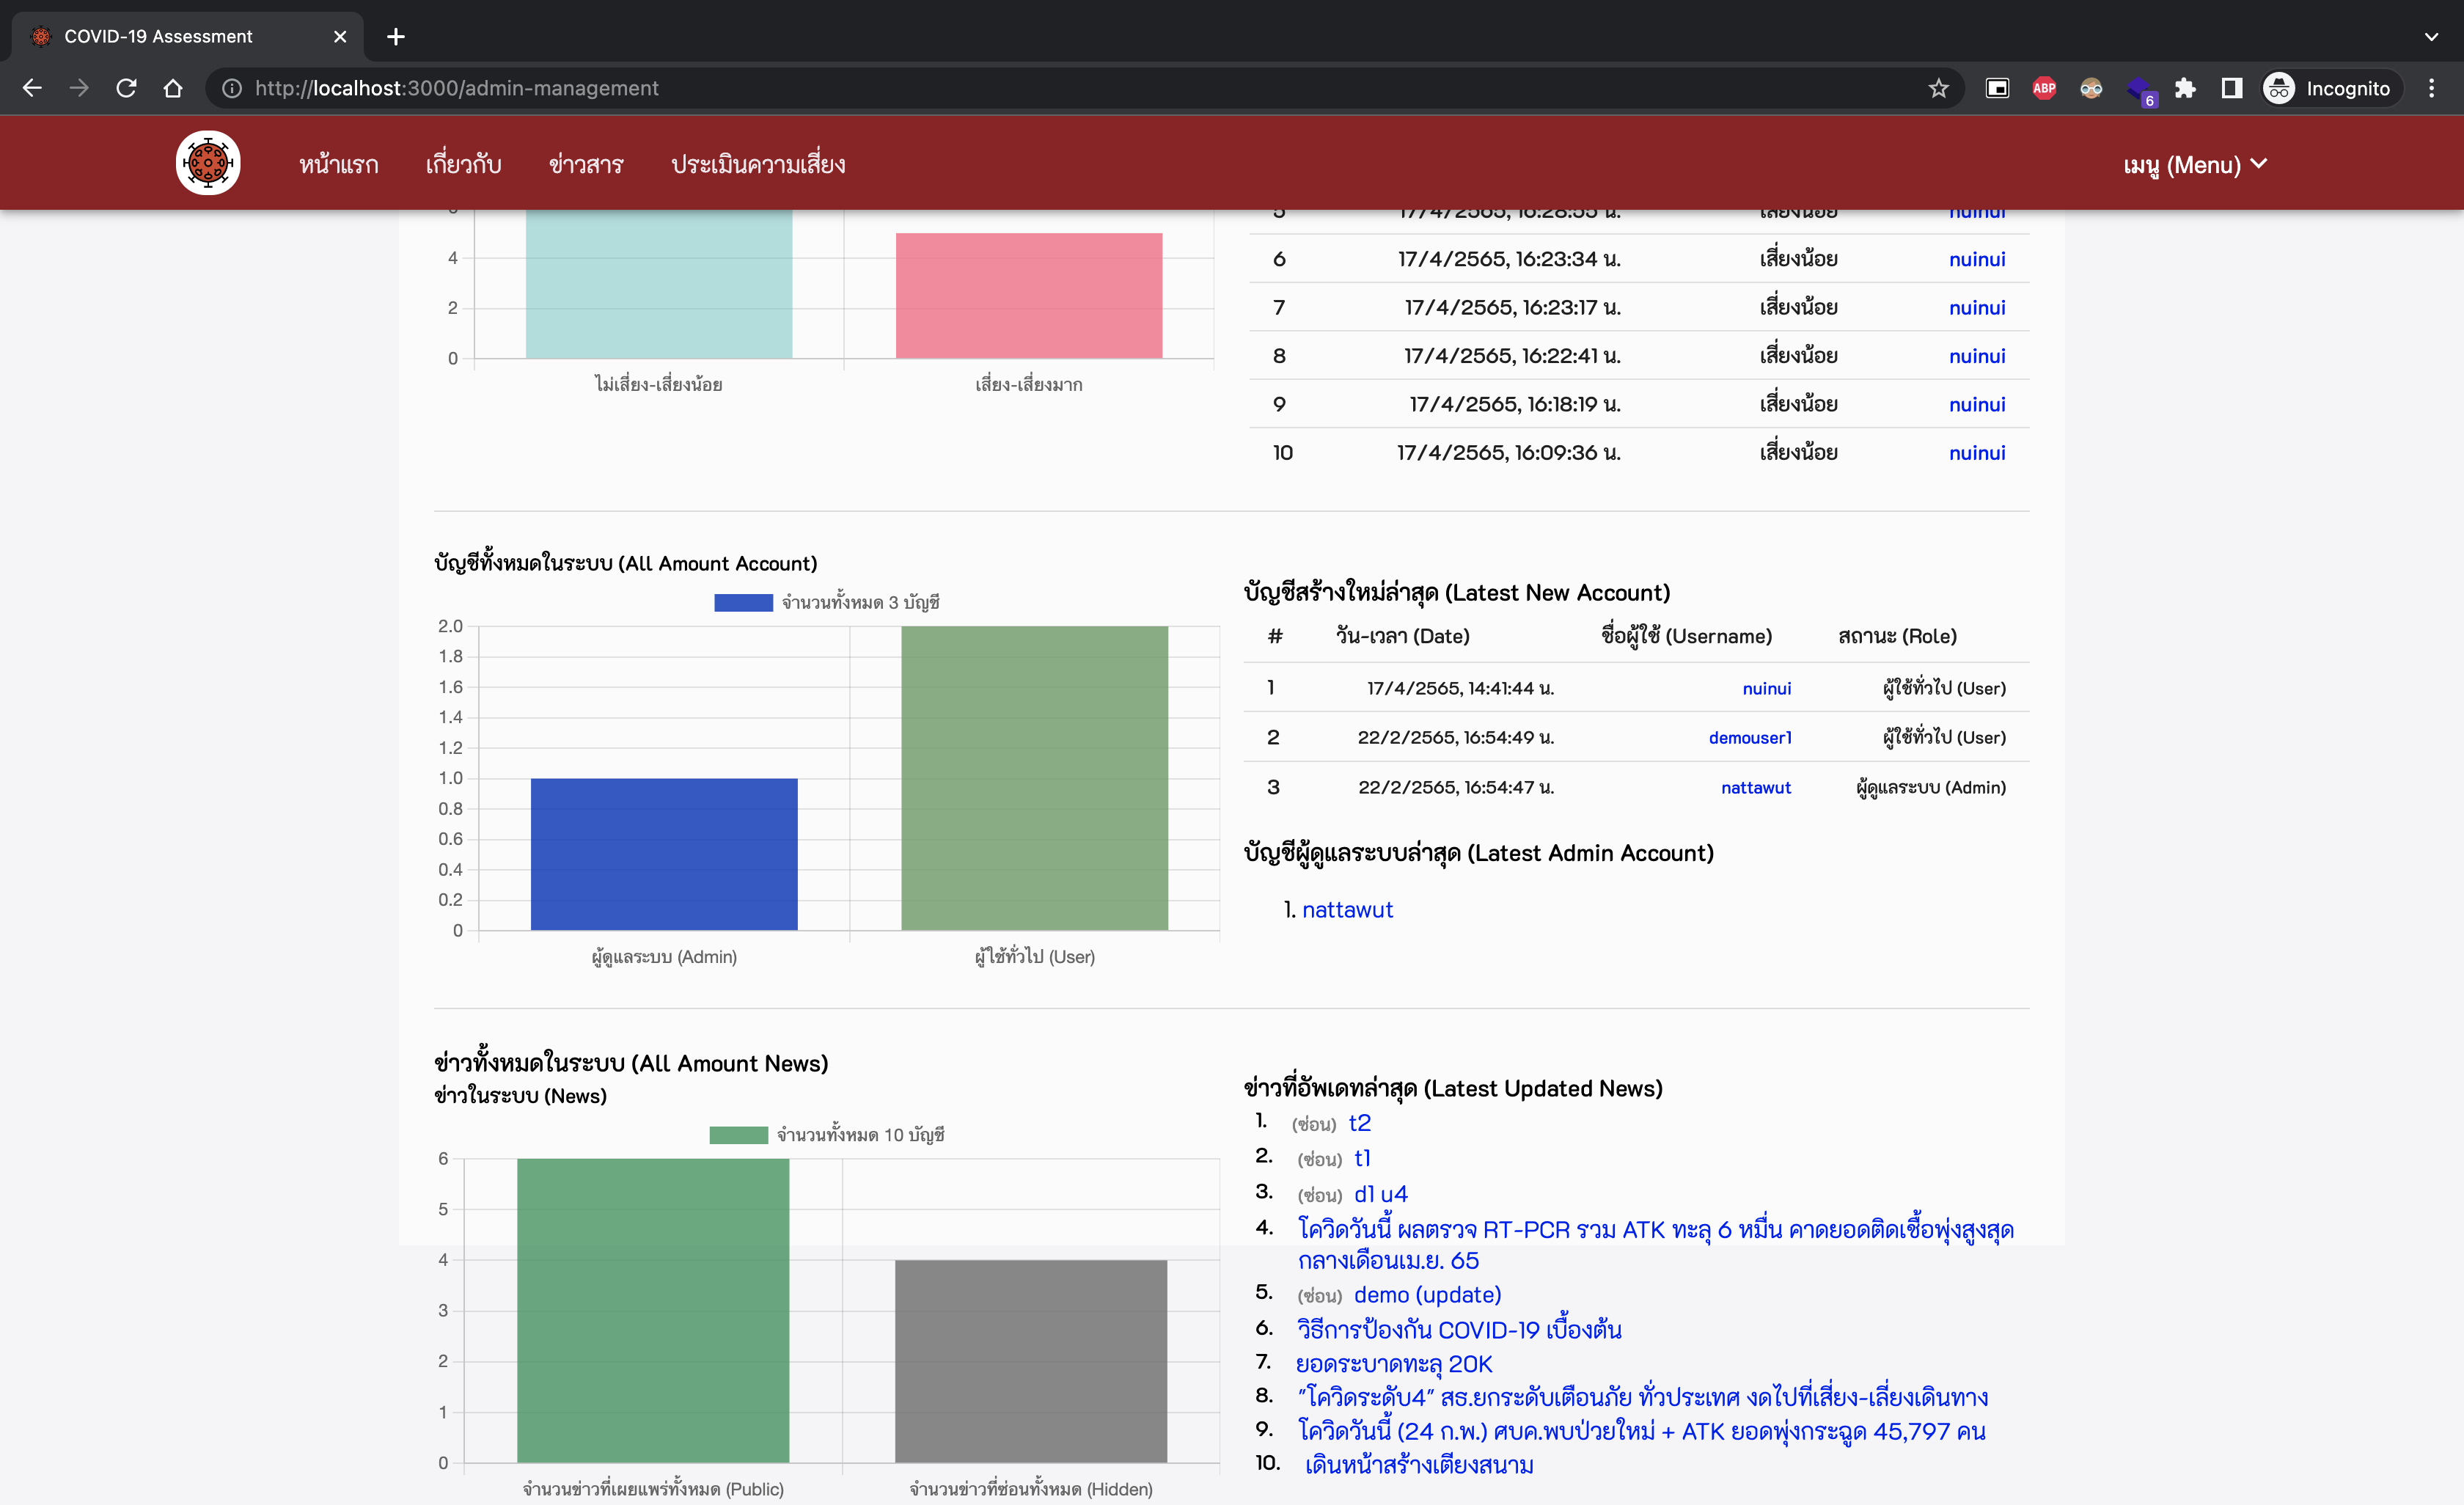 COVID-19 Assessment
http://localhost:3000/admin-management
ABP
6
Incognito
หน้าแรก เกี่ยวกับ ข่าวสาร ประเมินความเสี่ยง
เมนู (Menu)
4
2
0
ไม่เสี่ยง-เสี่ยงน้อย เสี่ยง-เสี่ยงมาก
5 17/4/2565, 16:28:55 น. เสี่ยงน้อย nuinui
6 17/4/2565, 16:23:34 น. เสี่ยงน้อย nuinui
7 17/4/2565, 16:23:17 น. เสี่ยงน้อย nuinui
8 17/4/2565, 16:22:41 น. เสี่ยงน้อย nuinui
9 17/4/2565, 16:18:19 น. เสี่ยงน้อย nuinui
10 17/4/2565, 16:09:36 น. เสี่ยงน้อย nuinui
บัญชีทั้งหมดในระบบ (All Amount Account)
จำนวนทั้งหมด 3 บัญชี
2.0
1.8
1.6
1.4
1.2
1.0
0.8
0.6
0.4
0.2
0
ผู้ดูแลระบบ (Admin) ผู้ใช้ทั่วไป (User)
บัญชีสร้างใหม่ล่าสุด (Latest New Account)
# วัน-เวลา (Date) ชื่อผู้ใช้ (Username) สถานะ (Role)
1 17/4/2565, 14:41:44 น. nuinui ผู้ใช้ทั่วไป (User)
2 22/2/2565, 16:54:49 น. demouser1 ผู้ใช้ทั่วไป (User)
3 22/2/2565, 16:54:47 น. nattawut ผู้ดูแลระบบ (Admin)
บัญชีผู้ดูแลระบบล่าสุด (Latest Admin Account)
1. nattawut
ข่าวทั้งหมดในระบบ (All Amount News)
ข่าวในระบบ (News)
จำนวนทั้งหมด 10 บัญชี
6
5
4
3
2
1
0
จำนวนข่าวที่เผยแพร่ทั้งหมด (Public) จำนวนข่าวที่ซ่อนทั้งหมด (Hidden)
ข่าวที่อัพเดทล่าสุด (Latest Updated News)
1. (ซ่อน) t2
2. (ซ่อน) t1
3. (ซ่อน) d1 u4
4. โควิดวันนี้ ผลตรวจ RT-PCR รวม ATK ทะลุ 6 หมื่น คาดยอดติดเชื้อพุ่งสูงสุด
กลางเดือนเม.ย. 65
5. (ซ่อน) demo (update)
6. วิธีการป้องกัน COVID-19 เบื้องต้น
7. ยอดระบาดทะลุ 20K
8. "โควิดระดับ4" สธ.ยกระดับเตือนภัย ทั่วประเทศ งดไปที่เสี่ยง-เลี่ยงเดินทาง
9. โควิดวันนี้ (24 ก.พ.) ศบค.พบป่วยใหม่ + ATK ยอดพุ่งกระฉูด 45,797 คน
10. เดินหน้าสร้างเตียงสนาม